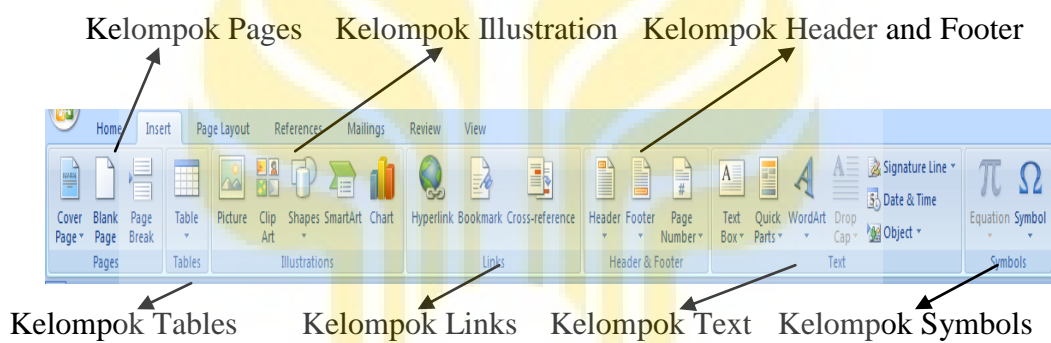 Kelompok Pages Kelompok Illustration Kelompok Header and Footer
Home Insert Page Layout References Mailings Review View
Cover Page Blank Page Page Break Table Picture Clip Art Shapes SmartArt Chart Hyperlink Bookmark Cross-reference Header Footer Page Number Text Box Quick Parts WordArt Drop Cap Signature Line Date & Time Object Equation Symbol
Pages Tables Illustrations Links Header & Footer Text Symbols
Kelompok Tables Kelompok Links Kelompok Text Kelompok Symbols